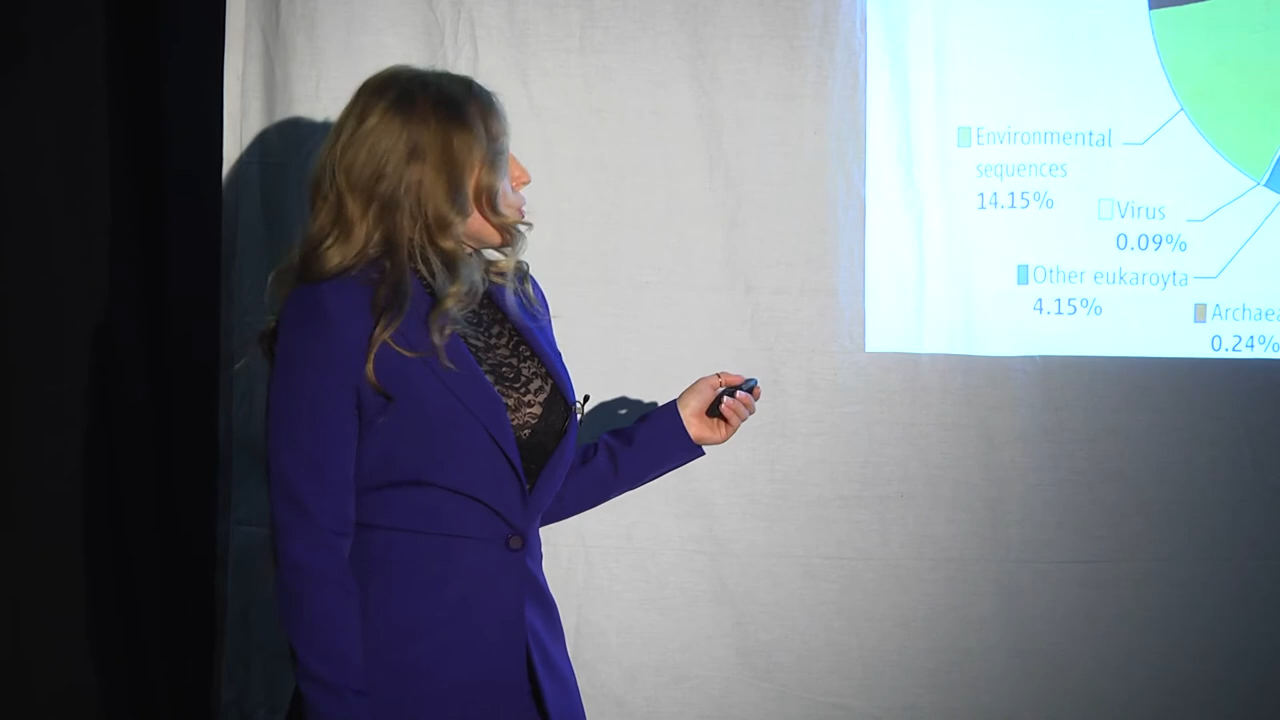 Environmental
sequences
14.15%
Virus
0.09%
Other eukaroyta
4.15%
Archaea
0.24%